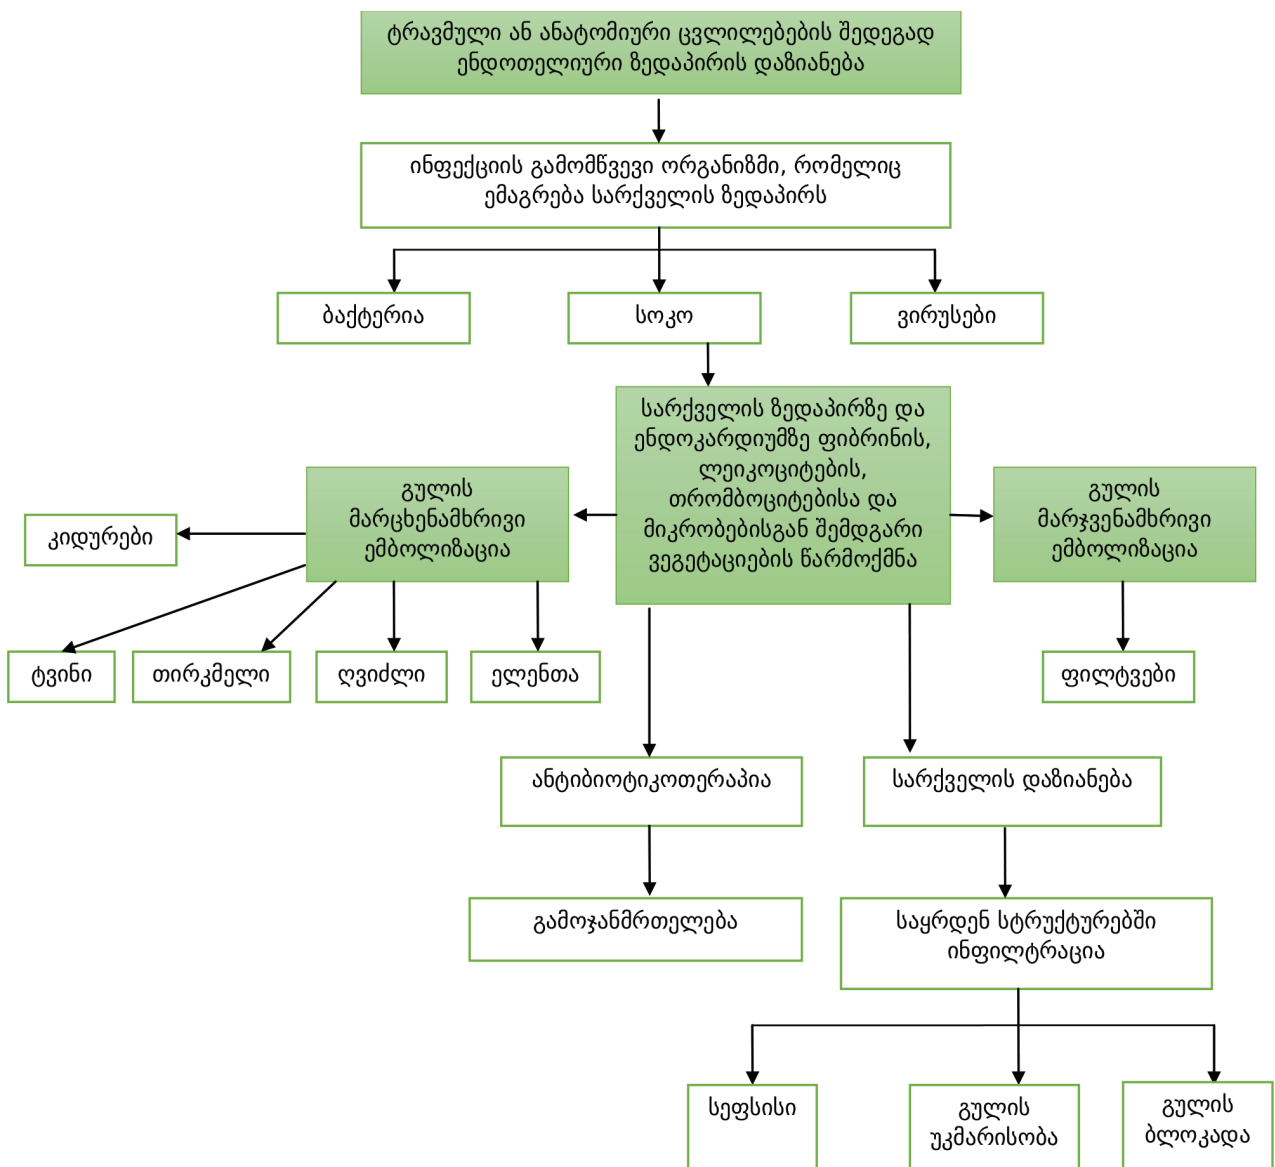 ტრავმული ან ანატომიური ცვლილებების შედეგად
ენდოთელიური ზედაპირის დაზიანება
ინფექციის გამომწვევი ორგანიზმი, რომელიც
ემაგრება სარქველის ზედაპირს
ბაქტერია
სოკო
ვირუსები
სარქველის ზედაპირზე და
ენდოკარდიუმზე ფიბრინის,
ლეიკოციტების,
თრომბოციტებისა და
მიკრობებისგან შემდგარი
ვეგეტაციების წარმოქმნა
გულის
მარცხენამხრივი
ემბოლიზაცია
გულის
მარჯვენამხრივი
ემბოლიზაცია
კიდურები
ტვინი
თირკმელი
ღვიძლი
ელენთა
ფილტვები
ანტიბიოტიკოთერაპია
სარქველის დაზიანება
გამოჯანმრთელება
საყრდენ სტრუქტურებში
ინფილტრაცია
სეფსისი
გულის
უკმარისობა
გულის
ბლოკადა